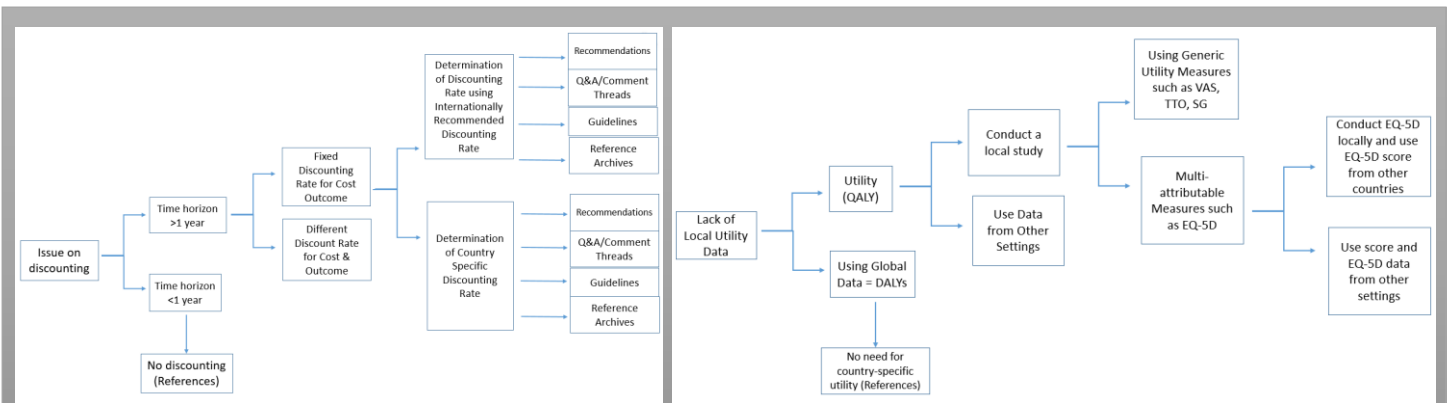 Issue on
discounting
Time horizon
>1 year
Time horizon
<1 year
No discounting
(References)
Fixed
Discounting
Rate for Cost
Outcome
Different
Discount Rate
for Cost &
Outcome
Determination
of Discounting
Rate using
Internationally
Recommended
Discounting
Rate
Recommendations
Q&A/Comment
Threads
Guidelines
Reference
Archives
Determination
of Country
Specific
Discounting
Rate
Recommendations
Q&A/Comment
Threads
Guidelines
Reference
Archives
Lack of
Local Utility
Data
Utility
(QALY)
Using Global
Data = DALYs
No need for
country-specific
utility (References)
Conduct a
local study
Use Data
from Other
Settings
Using Generic
Utility Measures
such as VAS,
TTO, SG
Multi-
attributable
Measures such
as EQ-5D
Conduct EQ-5D
locally and use
EQ-5D score
from other
countries
Use score and
EQ-5D data
from other
settings